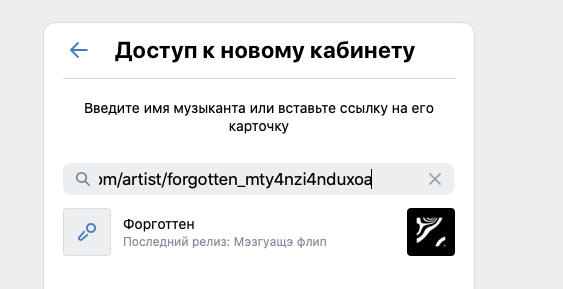 Доступ к новому кабинету
Введите имя музыканта или вставьте ссылку на его
карточку
om/artist/forgotten_mty4nzi4nduxoa
Форготтен
Последний релиз: Мэзгуащэ флип